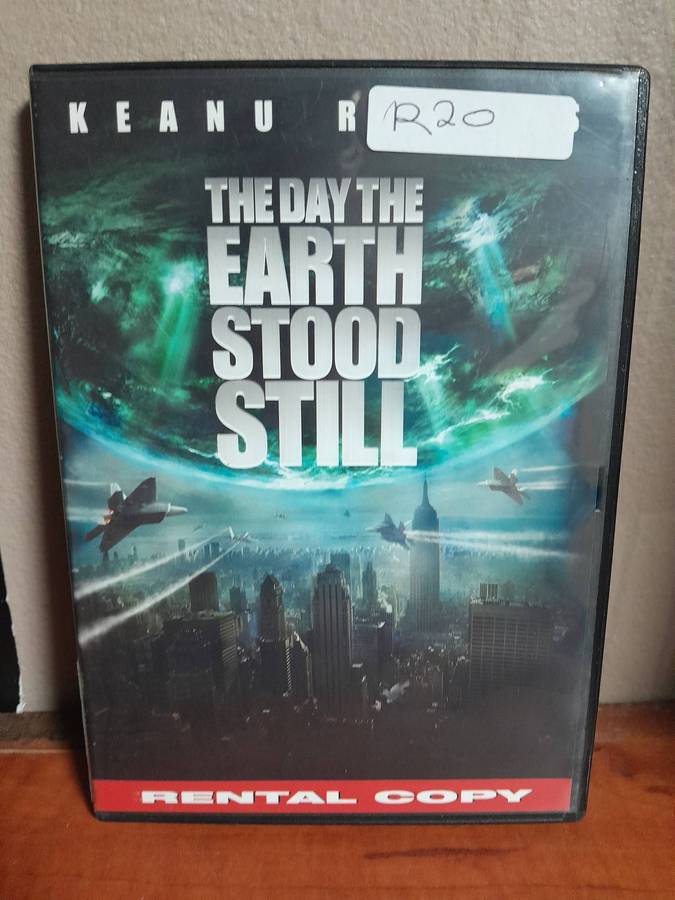 KEANU R S
R20
THE DAY THE
EARTH
STOOD
STILL
RENTAL COPY